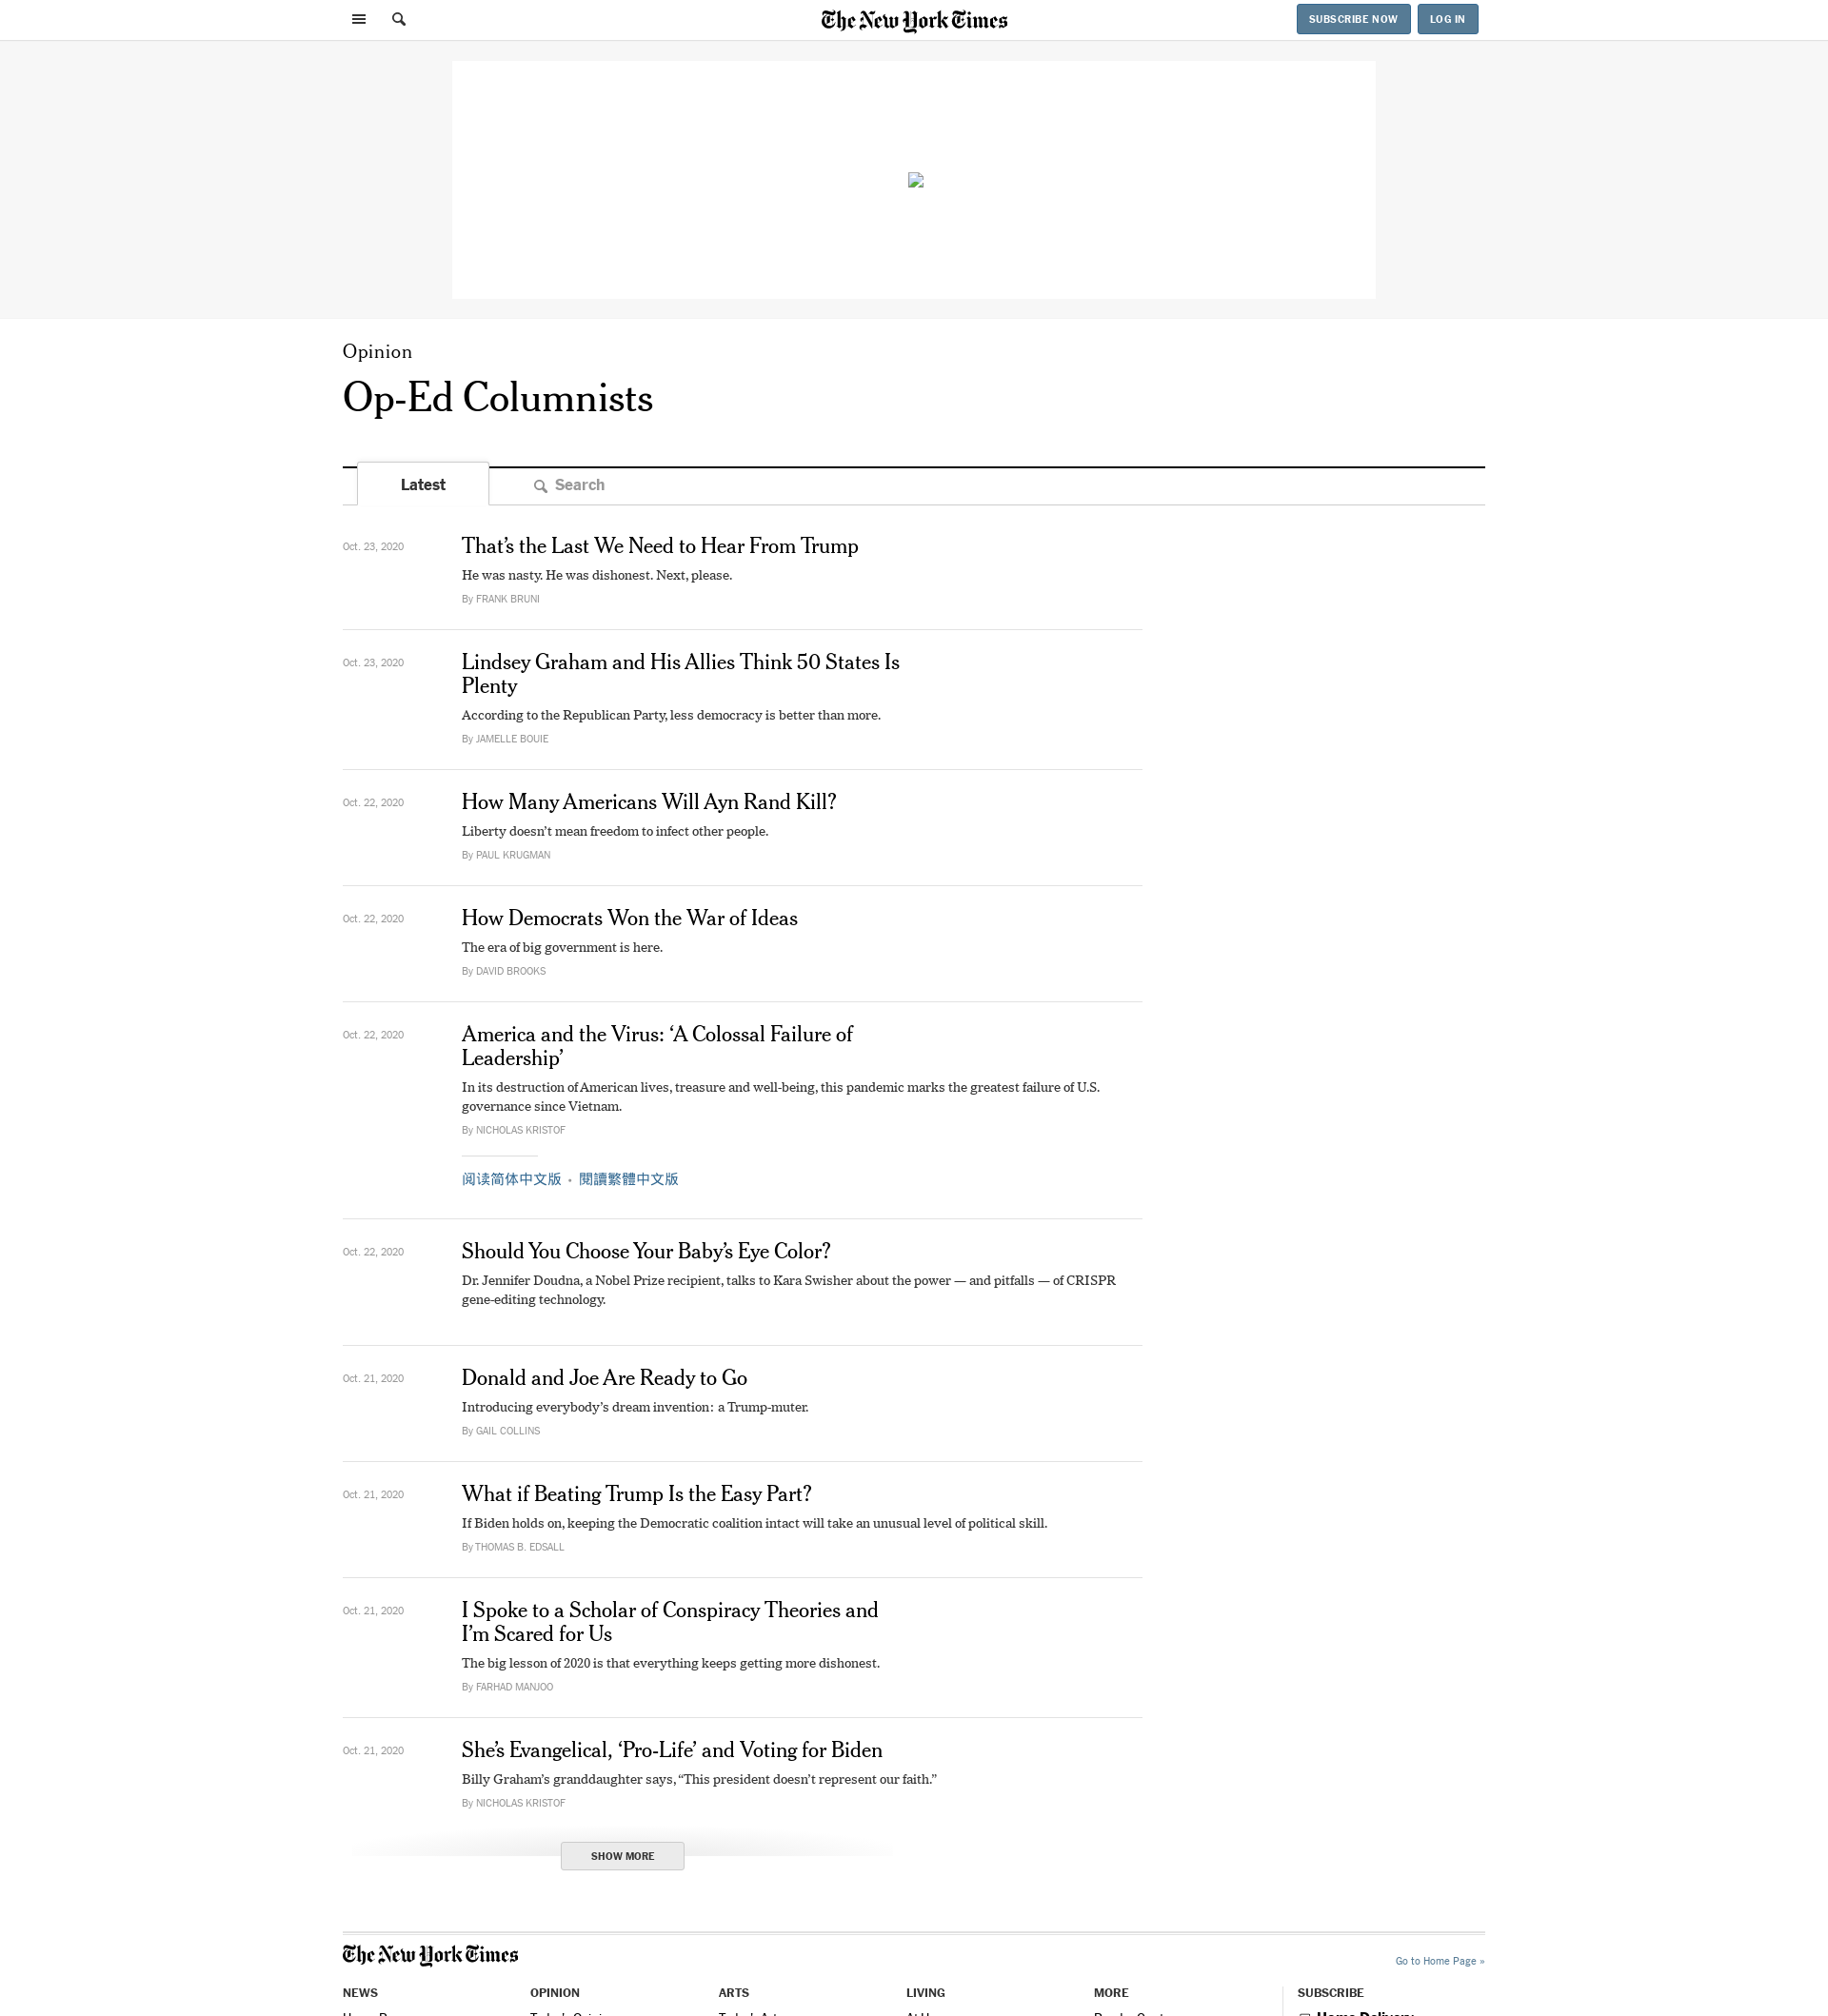 The New York Times
SUBSCRIBE NOW
LOG IN
Opinion
Op-Ed Columnists
Latest
Search
Oct. 23, 2020
That’s the Last We Need to Hear From Trump
He was nasty. He was dishonest. Next, please.
By FRANK BRUNI
Oct. 23, 2020
Lindsey Graham and His Allies Think 50 States Is
Plenty
According to the Republican Party, less democracy is better than more.
By JAMELLE BOUIE
Oct. 22, 2020
How Many Americans Will Ayn Rand Kill?
Liberty doesn’t mean freedom to infect other people.
By PAUL KRUGMAN
Oct. 22, 2020
How Democrats Won the War of Ideas
The era of big government is here.
By DAVID BROOKS
Oct. 22, 2020
America and the Virus: ‘A Colossal Failure of
Leadership’
In its destruction of American lives, treasure and well-being, this pandemic marks the greatest failure of U.S.
governance since Vietnam.
By NICHOLAS KRISTOF
阅读简体中文版 • 閱讀繁體中文版
Oct. 22, 2020
Should You Choose Your Baby’s Eye Color?
Dr. Jennifer Doudna, a Nobel Prize recipient, talks to Kara Swisher about the power — and pitfalls — of CRISPR
gene-editing technology.
Oct. 21, 2020
Donald and Joe Are Ready to Go
Introducing everybody’s dream invention: a Trump-muter.
By GAIL COLLINS
Oct. 21, 2020
What if Beating Trump Is the Easy Part?
If Biden holds on, keeping the Democratic coalition intact will take an unusual level of political skill.
By THOMAS B. EDSALL
Oct. 21, 2020
I Spoke to a Scholar of Conspiracy Theories and
I’m Scared for Us
The big lesson of 2020 is that everything keeps getting more dishonest.
By FARHAD MANJOO
Oct. 21, 2020
She’s Evangelical, ‘Pro-Life’ and Voting for Biden
Billy Graham’s granddaughter says, “This president doesn’t represent our faith.”
By NICHOLAS KRISTOF
SHOW MORE
The New York Times
Go to Home Page »
NEWS
OPINION
ARTS
LIVING
MORE
SUBSCRIBE
Home Delivery